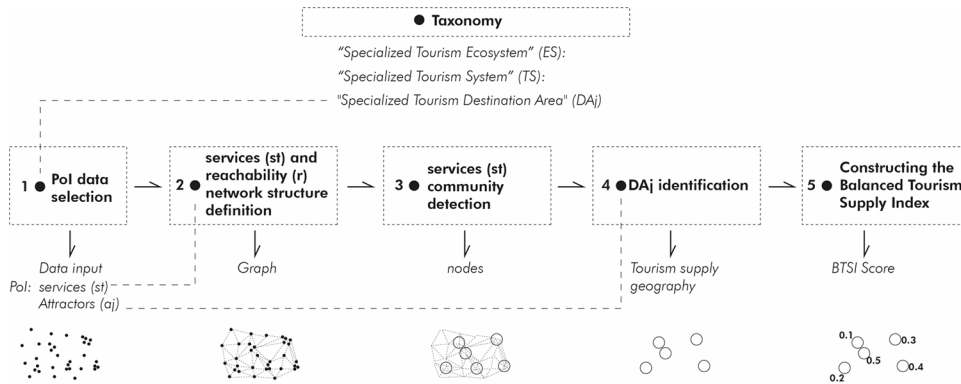 Taxonomy
“Specialized Tourism Ecosystem” (ES):
“Specialized Tourism System” (TS):
"Specialized Tourism Destination Area" (DAj)
1 PoI data
selection
2 services (st) and
reachability (r)
network structure
definition
3 services (st)
community
detection
4 DAj identification
5 Constructing the
Balanced Tourism
Supply Index
Data input
PoI: services (st)
Attractors (aj)
Graph
nodes
Tourism supply
geography
BTSI Score
0.1
0.3
0.5
0.4
0.2